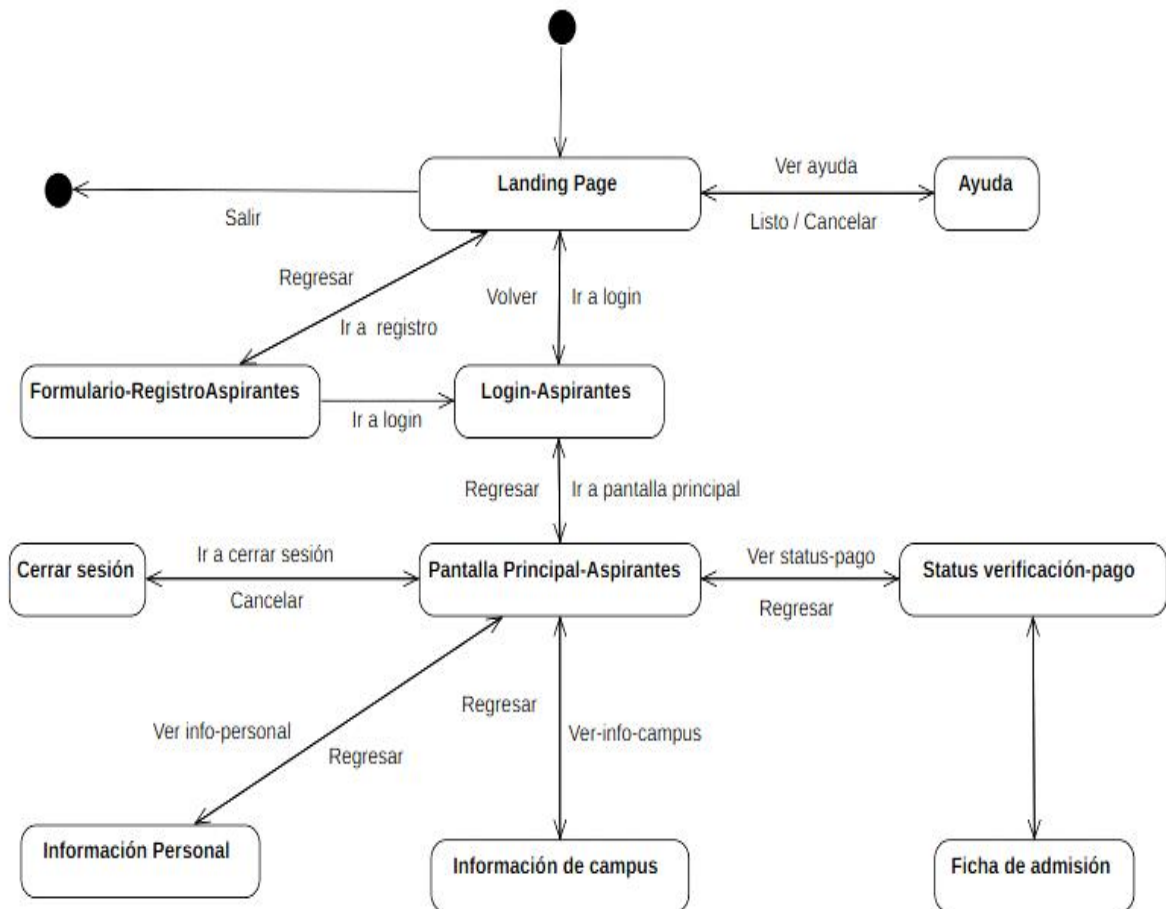 Landing Page
Ver ayuda
Ayuda
Salir
Listo / Cancelar
Regresar
Volver
Ir a login
Ir a registro
Formulario-RegistroAspirantes
Login-Aspirantes
Ir a login
Regresar
Ir a pantalla principal
Ir a cerrar sesión
Ver status-pago
Cerrar sesión
Pantalla Principal-Aspirantes
Status verificación-pago
Cancelar
Regresar
Regresar
Ver info-personal
Ver-info-campus
Regresar
Información Personal
Información de campus
Ficha de admisión